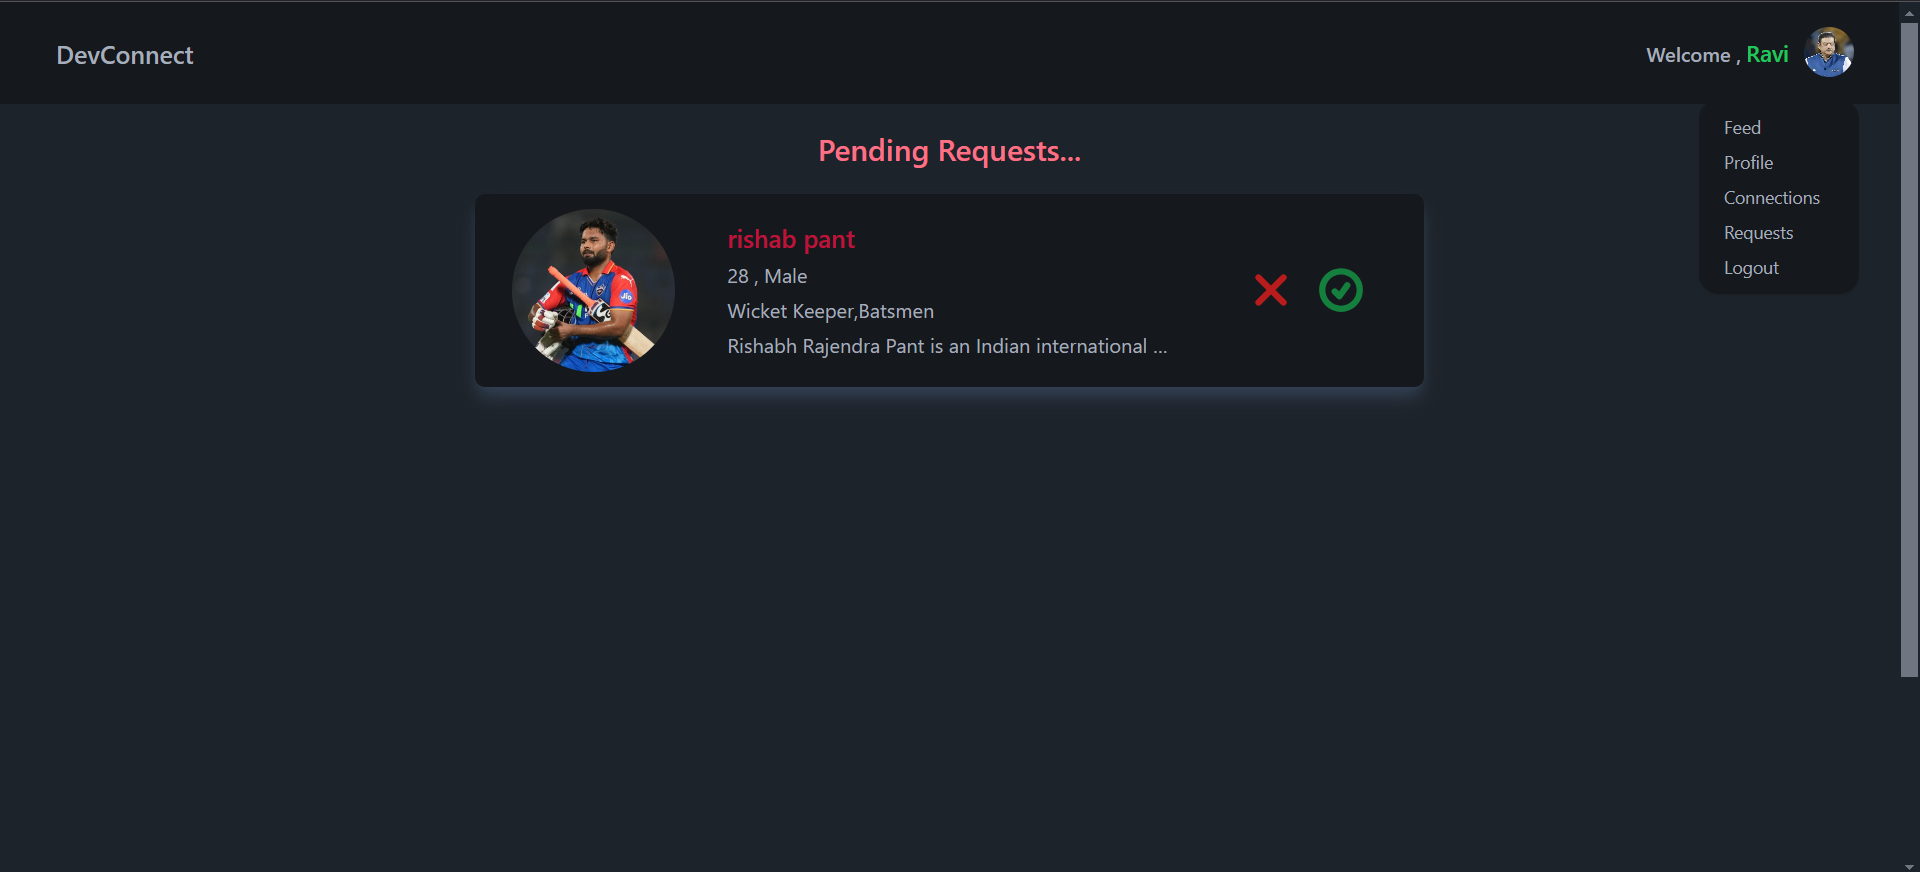 DevConnect
Welcome , Ravi
Feed
Profile
Connections
Requests
Logout
Pending Requests...
rishab pant
28 , Male
Wicket Keeper,Batsmen
Rishabh Rajendra Pant is an Indian international ...
Jio